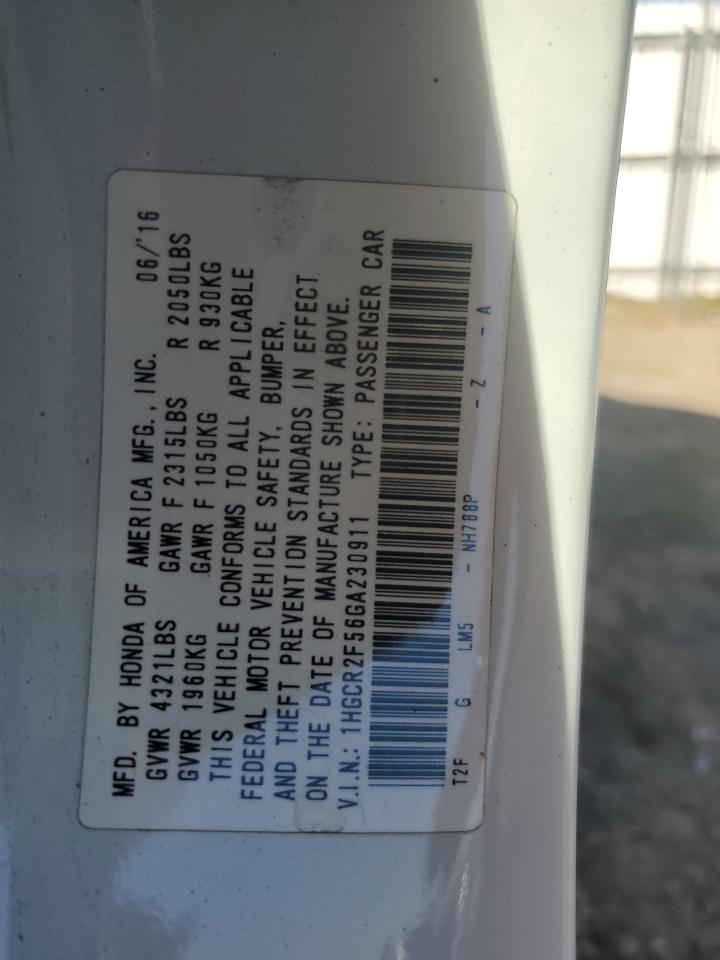 MFD. BY HONDA OF AMERICA MFG., INC. 06/'16
GVWR 4321LBS GAWR F 2315LBS R 2050LBS
GVWR 1960KG GAWR F 1050KG R 930KG
THIS VEHICLE CONFORMS TO ALL APPLICABLE
FEDERAL MOTOR VEHICLE SAFETY, BUMPER,
AND THEFT PREVENTION STANDARDS IN EFFECT
ON THE DATE OF MANUFACTURE SHOWN ABOVE.
V.I.N.: 1HGCR2F56GA230911 TYPE: PASSENGER CAR
T2F G LM5 - NH788P - Z - A